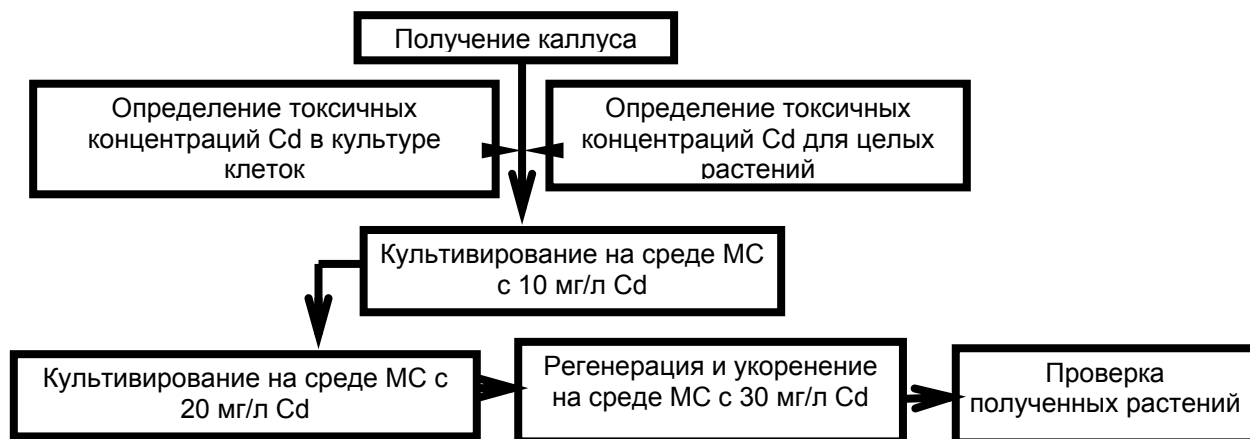 Получение каллуса
Определение токсичных
концентраций Cd в культуре
клеток
Определение токсичных
концентраций Cd для целых
растений
Культивирование на среде МС
с 10 мг/л Cd
Культивирование на среде МС с
20 мг/л Cd
Регенерация и укоренение
на среде МС с 30 мг/л Cd
Проверка
полученных растений